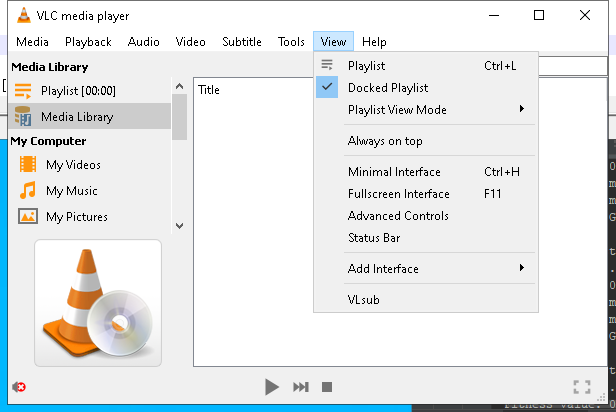 VLC media player
Media Playback Audio Video Subtitle Tools View Help
Media Library
Playlist [00:00]
Media Library
My Computer
My Videos
My Music
My Pictures
Title
Playlist Ctrl+L
Docked Playlist
Playlist View Mode
Always on top
Minimal Interface Ctrl+H
Fullscreen Interface F11
Advanced Controls
Status Bar
Add Interface
VLsub